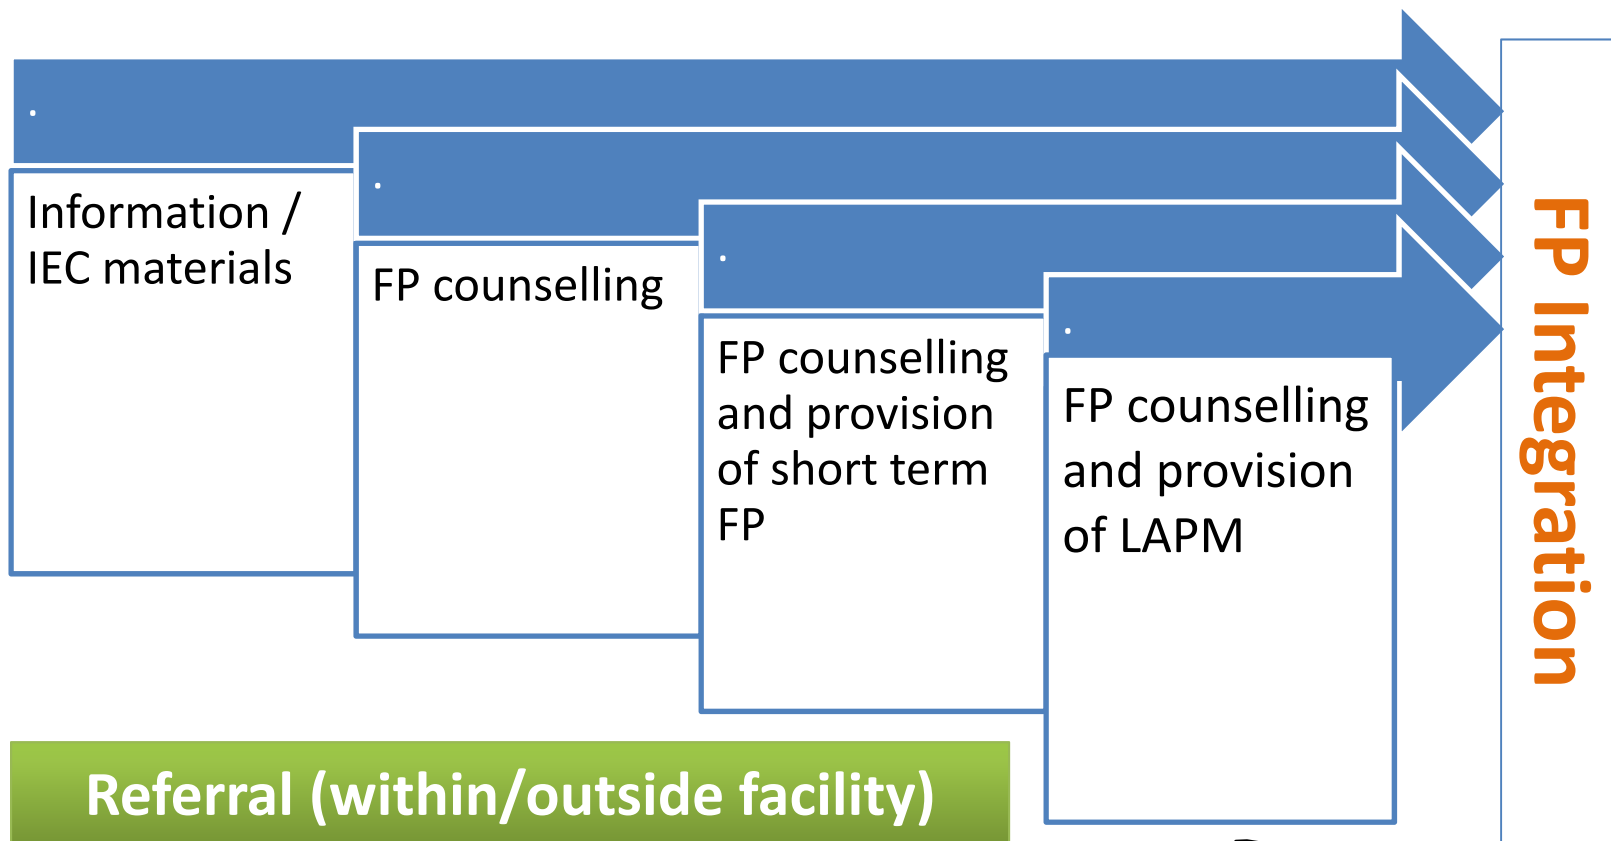 .
Information /
IEC materials
.
FP counselling
.
FP counselling
and provision
of short term
FP
.
FP counselling
and provision
of LAPM
FP Integration
Referral (within/outside facility)